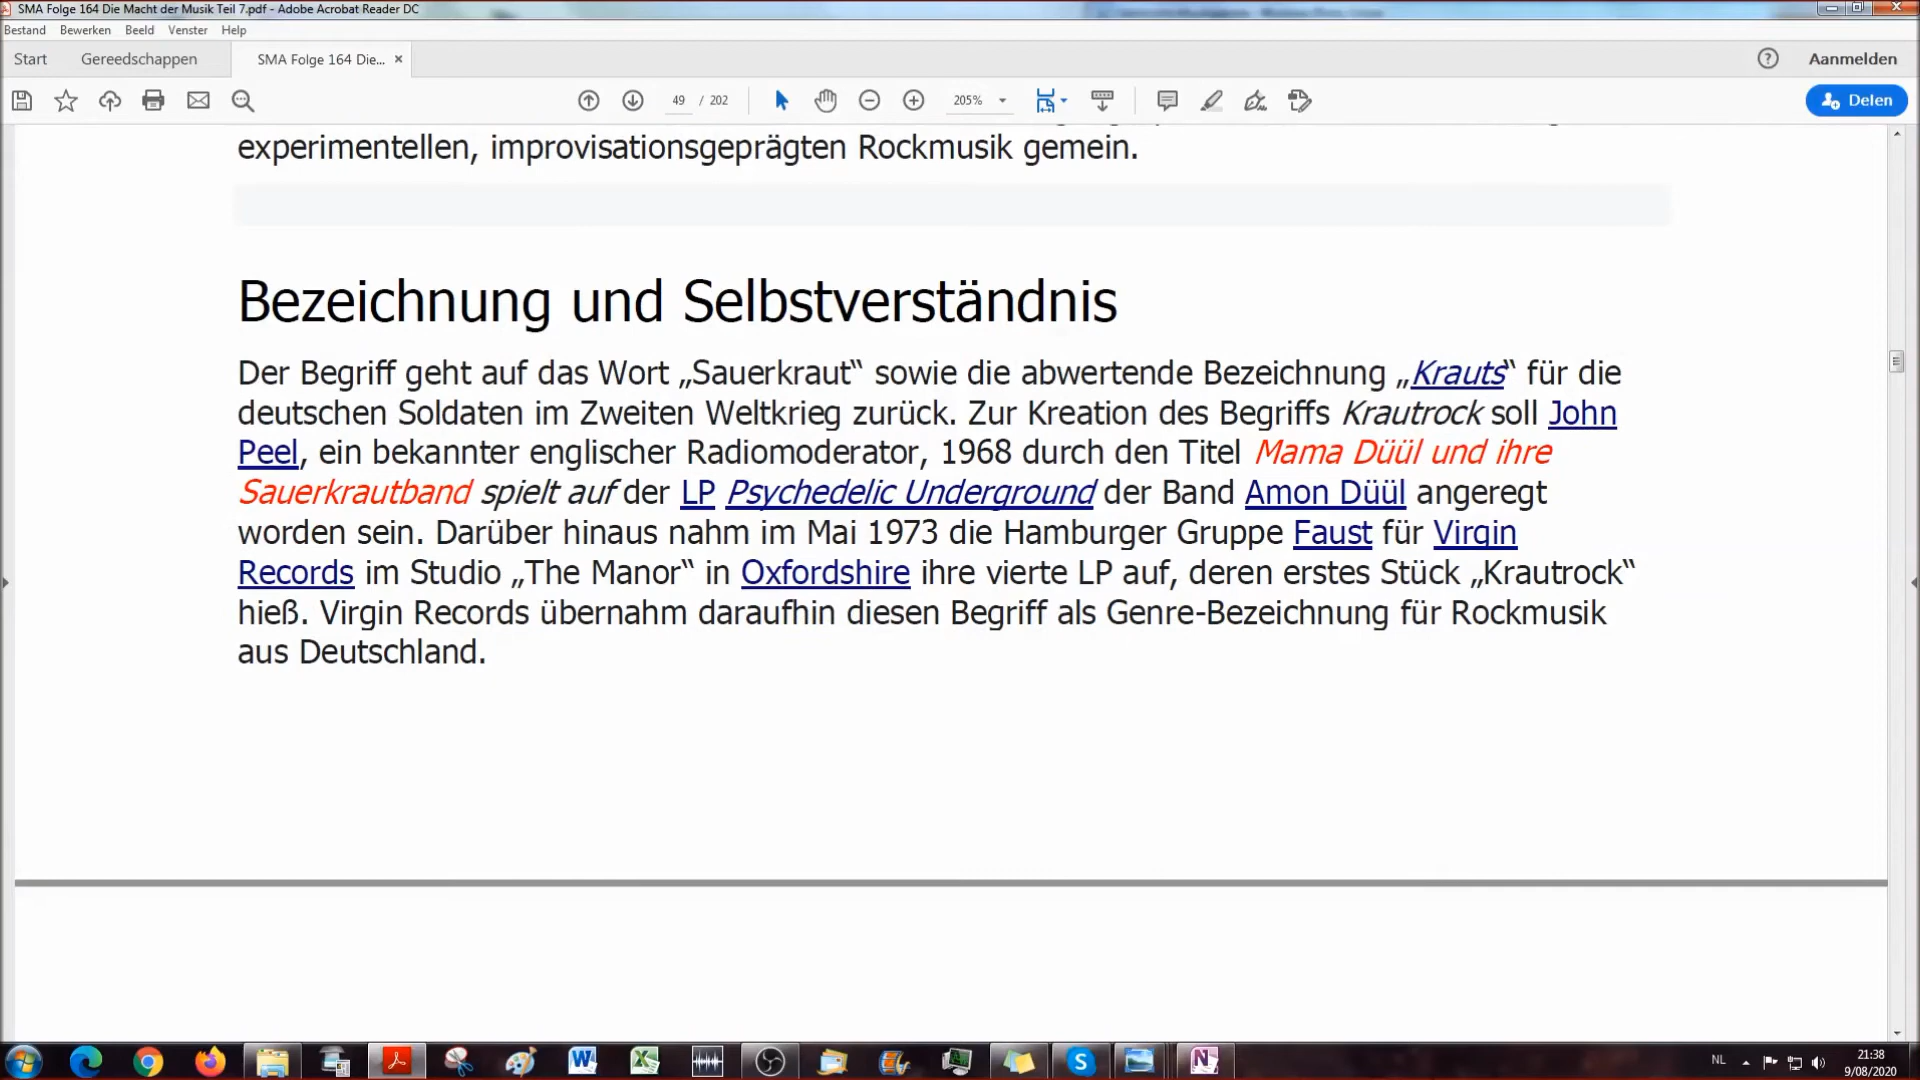 SMA Folge 164 Die Macht der Musik Teil 7.pdf - Adobe Acrobat Reader DC
Bestand Bewerken Beeld Venster Help
Start Gereedschappen SMA Folge 164 Die... × Aanmelden
49 / 202 205% Delen
experimentellen, improvisationsgeprägten Rockmusik gemein.
Bezeichnung und Selbstverständnis
Der Begriff geht auf das Wort „Sauerkraut“ sowie die abwertende Bezeichnung „Krauts“ für die
deutschen Soldaten im Zweiten Weltkrieg zurück. Zur Kreation des Begriffs Krautrock soll John
Peel, ein bekannter englischer Radiomoderator, 1968 durch den Titel Mama Düül und ihre
Sauerkrautband spielt auf der LP Psychedelic Underground der Band Amon Düül angeregt
worden sein. Darüber hinaus nahm im Mai 1973 die Hamburger Gruppe Faust für Virgin
Records im Studio „The Manor“ in Oxfordshire ihre vierte LP auf, deren erstes Stück „Krautrock“
hieß. Virgin Records übernahm daraufhin diesen Begriff als Genre-Bezeichnung für Rockmusik
aus Deutschland.
NL 21:38
9/08/2020